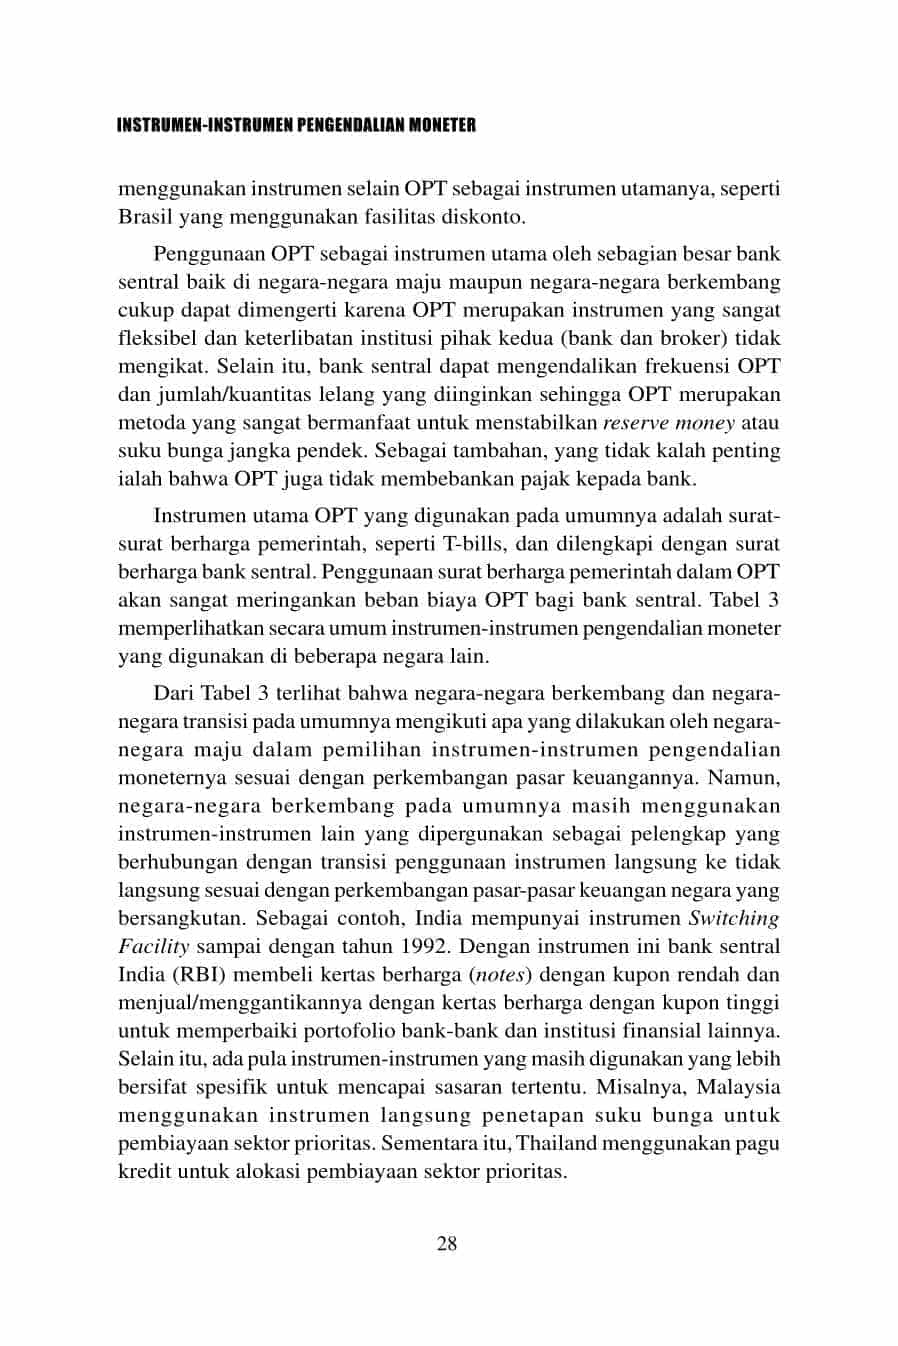 INSTRUMEN-INSTRUMEN PENGENDALIAN MONETER
menggunakan instrumen selain OPT sebagai instrumen utamanya, seperti
Brasil yang menggunakan fasilitas diskonto.
Penggunaan OPT sebagai instrumen utama oleh sebagian besar bank
sentral baik di negara-negara maju maupun negara-negara berkembang
cukup dapat dimengerti karena OPT merupakan instrumen yang sangat
fleksibel dan keterlibatan institusi pihak kedua (bank dan broker) tidak
mengikat. Selain itu, bank sentral dapat mengendalikan frekuensi OPT
dan jumlah/kuantitas lelang yang diinginkan sehingga OPT merupakan
metoda yang sangat bermanfaat untuk menstabilkan reserve money atau
suku bunga jangka pendek. Sebagai tambahan, yang tidak kalah penting
ialah bahwa OPT juga tidak membebankan pajak kepada bank.
Instrumen utama OPT yang digunakan pada umumnya adalah surat-
surat berharga pemerintah, seperti T-bills, dan dilengkapi dengan surat
berharga bank sentral. Penggunaan surat berharga pemerintah dalam OPT
akan sangat meringankan beban biaya OPT bagi bank sentral. Tabel 3
memperlihatkan secara umum instrumen-instrumen pengendalian moneter
yang digunakan di beberapa negara lain.
Dari Tabel 3 terlihat bahwa negara-negara berkembang dan negara-
negara transisi pada umumnya mengikuti apa yang dilakukan oleh negara-
negara maju dalam pemilihan instrumen-instrumen pengendalian
moneternya sesuai dengan perkembangan pasar keuangannya. Namun,
negara-negara berkembang pada umumnya masih menggunakan
instrumen-instrumen lain yang dipergunakan sebagai pelengkap yang
berhubungan dengan transisi penggunaan instrumen langsung ke tidak
langsung sesuai dengan perkembangan pasar-pasar keuangan negara yang
bersangkutan. Sebagai contoh, India mempunyai instrumen Switching
Facility sampai dengan tahun 1992. Dengan instrumen ini bank sentral
India (RBI) membeli kertas berharga (notes) dengan kupon rendah dan
menjual/menggantikannya dengan kertas berharga dengan kupon tinggi
untuk memperbaiki portofolio bank-bank dan institusi finansial lainnya.
Selain itu, ada pula instrumen-instrumen yang masih digunakan yang lebih
bersifat spesifik untuk mencapai sasaran tertentu. Misalnya, Malaysia
menggunakan instrumen langsung penetapan suku bunga untuk
pembiayaan sektor prioritas. Sementara itu, Thailand menggunakan pagu
kredit untuk alokasi pembiayaan sektor prioritas.
28